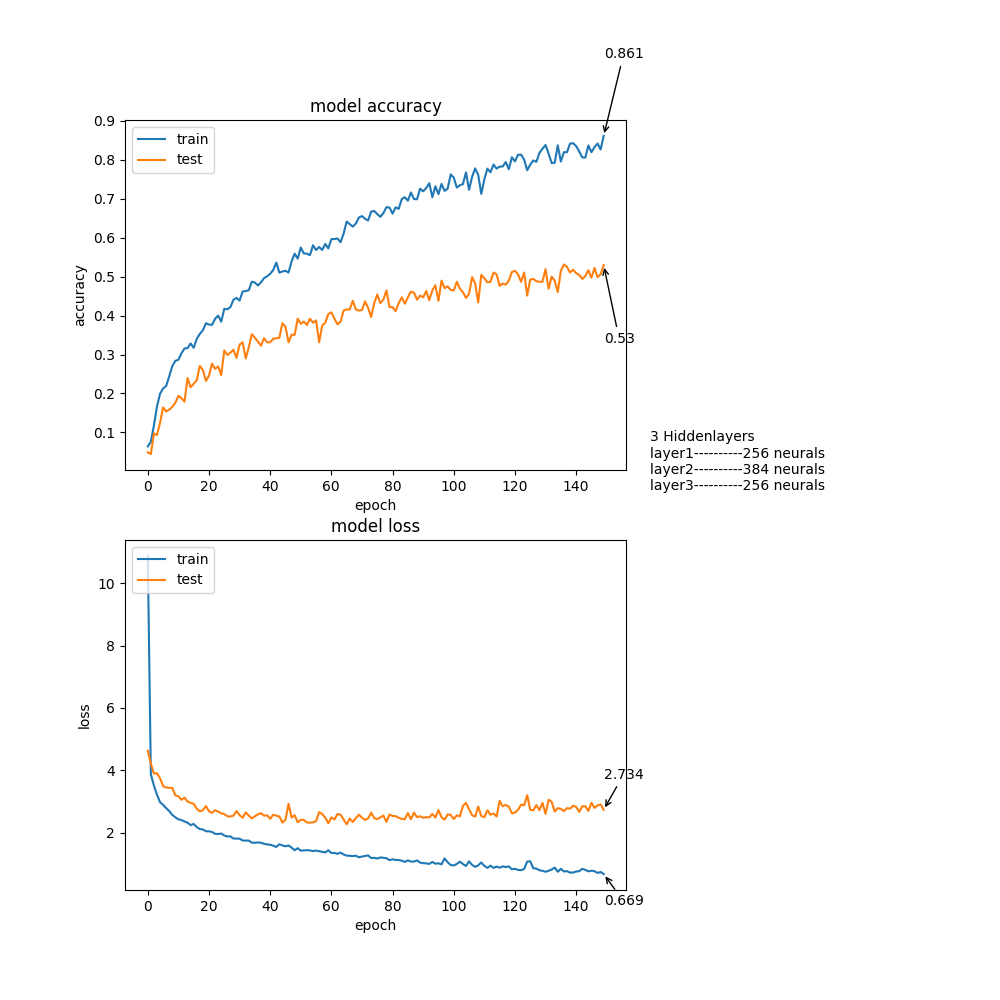 0.861
model accuracy
train
test
0.9
0.8
0.7
0.6
0.5
0.4
0.3
0.2
0.1
accuracy
0.53
0 20 40 60 80 100 120 140
epoch
3 Hiddenlayers
layer1----------256 neurals
layer2----------384 neurals
layer3----------256 neurals
model loss
train
test
10
8
6
4
2
loss
2.734
0.669
0 20 40 60 80 100 120 140
epoch